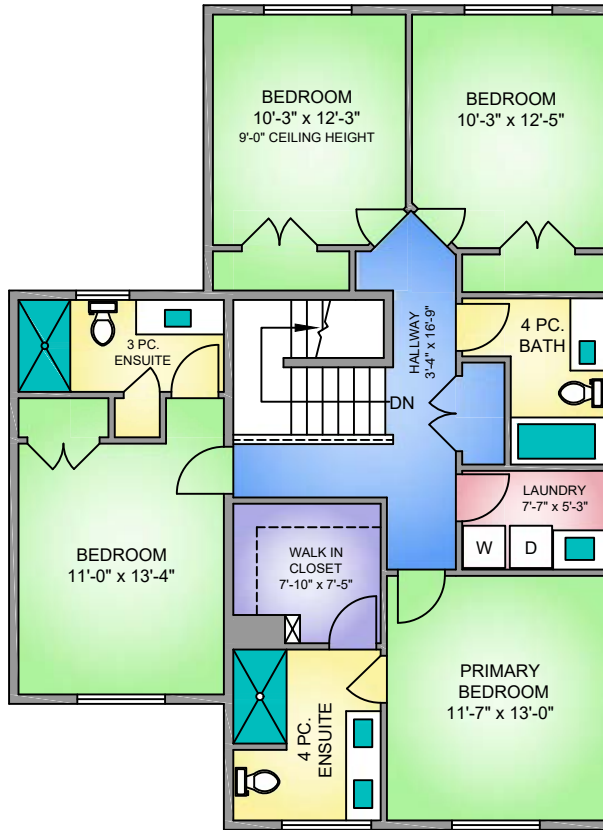 BEDROOM
10'-3" x 12'-3"
9'-0" CEILING HEIGHT
BEDROOM
10'-3" x 12'-5"
3 PC.
ENSUITE
HALLWAY
3'-4" x 16'-9"
4 PC.
BATH
DN
LAUNDRY
7'-7" x 5'-3"
W
D
BEDROOM
11'-0" x 13'-4"
WALK IN
CLOSET
7'-10" x 7'-5"
PRIMARY
BEDROOM
11'-7" x 13'-0"
4 PC.
ENSUITE